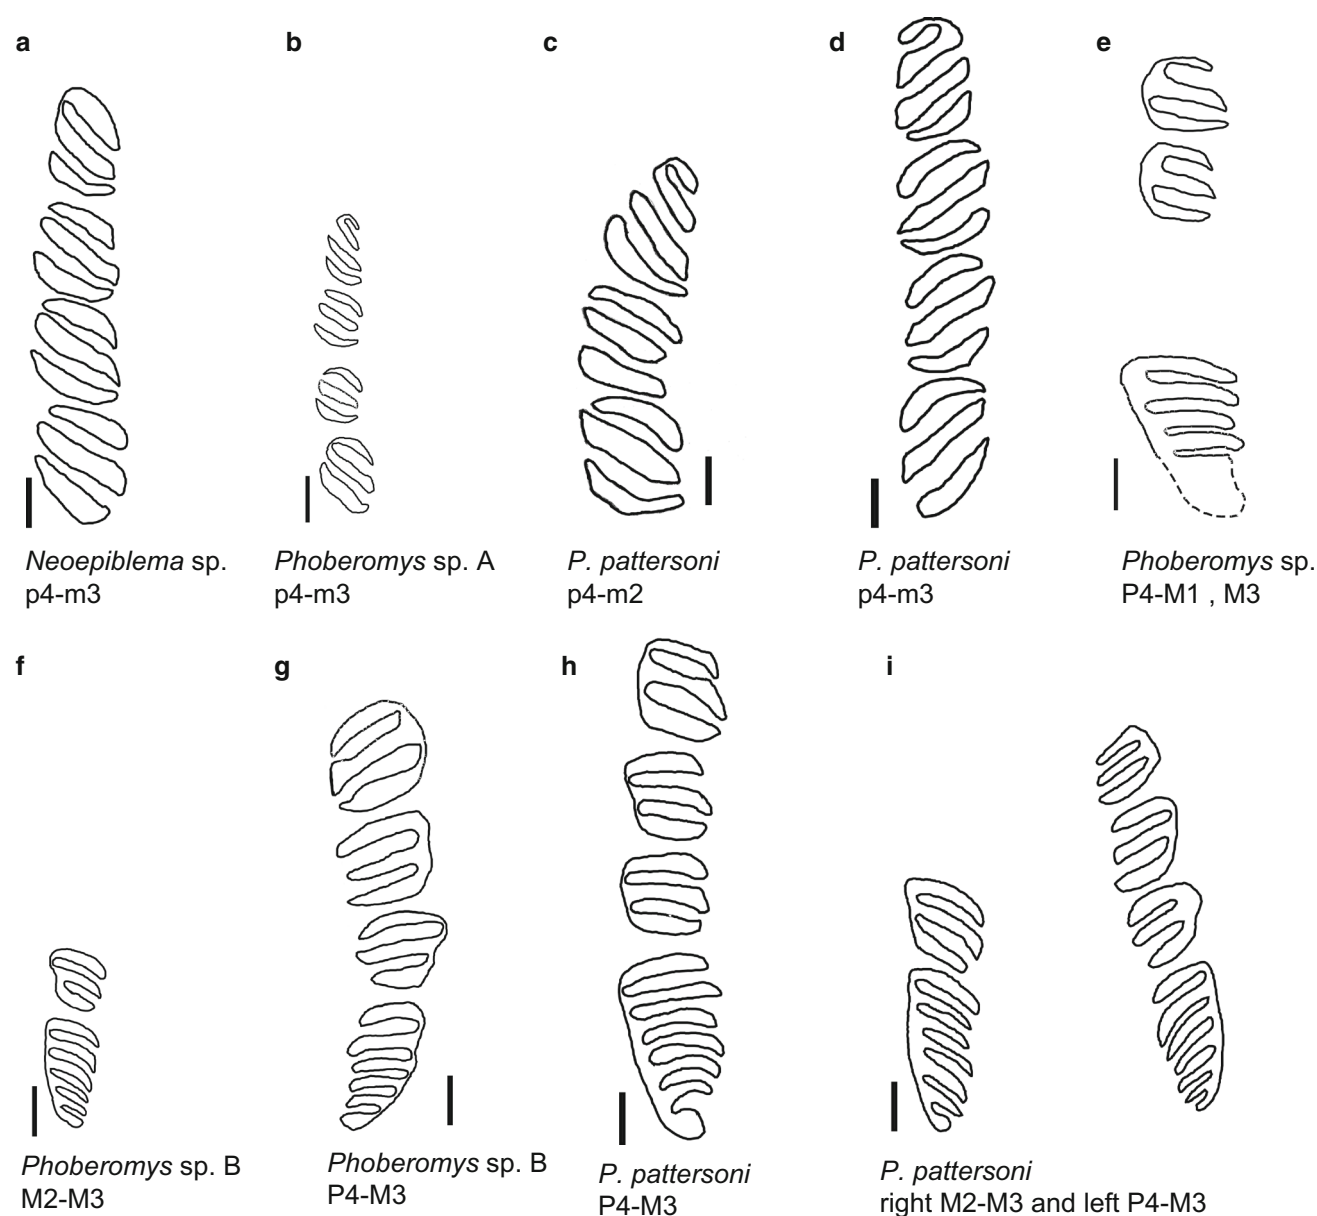 a
b
c
d
e
Neoepiblema sp.
p4-m3
Phoberomys sp. A
p4-m3
P. pattersoni
p4-m2
P. pattersoni
p4-m3
Phoberomys sp.
P4-M1 , M3
f
g
h
i
Phoberomys sp. B
M2-M3
Phoberomys sp. B
P4-M3
P. pattersoni
P4-M3
P. pattersoni
right M2-M3 and left P4-M3